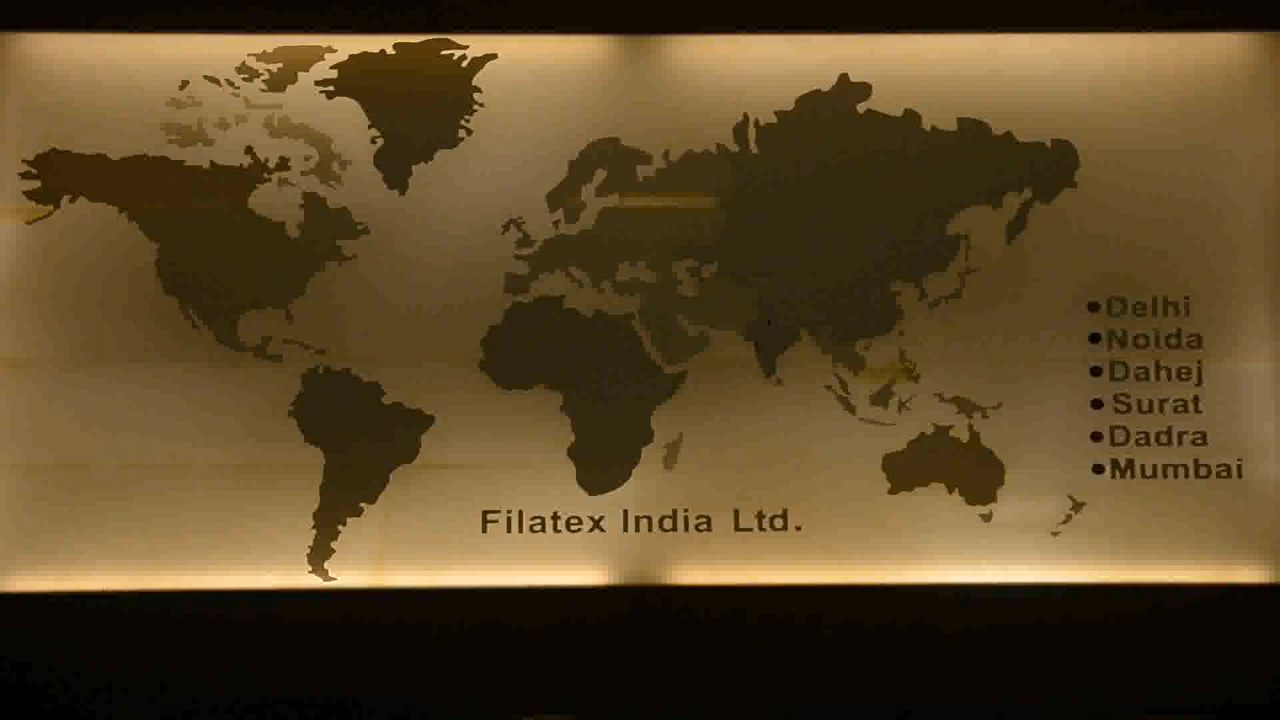 •Delhi
•Noida
•Dahej
•Surat
•Dadra
•Mumbai
Filatex India Ltd.